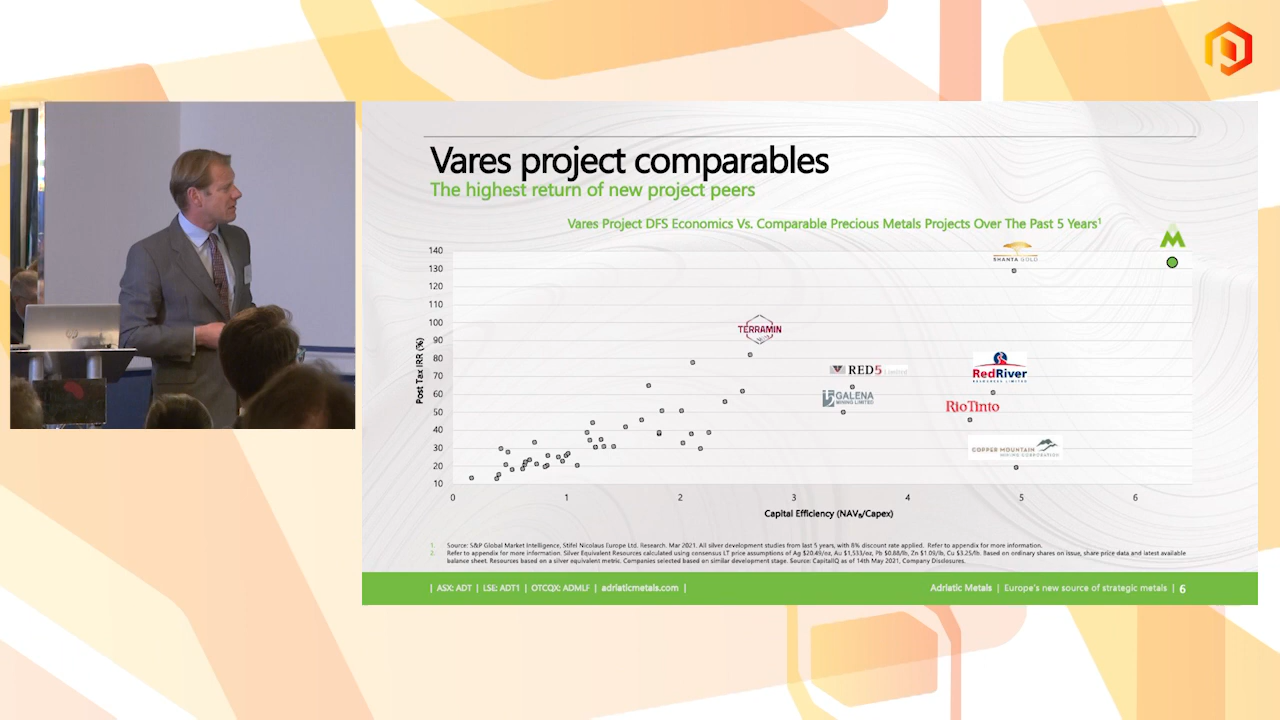 Vares project comparables
The highest return of new project peers
Vares Project DFS Economics Vs. Comparable Precious Metals Projects Over The Past 5 Years1
140
130
120
110
100
90
80
70
60
50
40
30
20
10
Post Tax IRR (%)
SHANTA GOLD
TERRAMIN
RED5 Limited
RedRiver
RESOURCES LIMITED
GALENA
MINING LIMITED
RioTinto
COPPER MOUNTAIN
MINING CORPORATION
0 1 2 3 4 5 6
Capital Efficiency (NAV8/Capex)
1. Source: S&P Global Market Intelligence, Stifel Nicolaus Europe Ltd. Research. Mar 2021. All silver development studies from last 5 years, with 8% discount rate applied. Refer to appendix for more information.
2. Refer to appendix for more information. Silver Equivalent Resources calculated using consensus LT price assumptions of Ag $20.49/oz, Au $1,533/oz, Pb $0.88/lb, Zn $1.09/lb, Cu $3.25/lb. Based on ordinary shares on issue, share price data and latest available
balance sheet. Resources based on a silver equivalent metric. Companies selected based on similar development stage. Source: CapitalIQ as of 14th May 2021, Company Disclosures.
| ASX: ADT | LSE: ADT1 | OTCQX: ADMLF | adriaticmetals.com |
Adriatic Metals | Europe's new source of strategic metals | 6